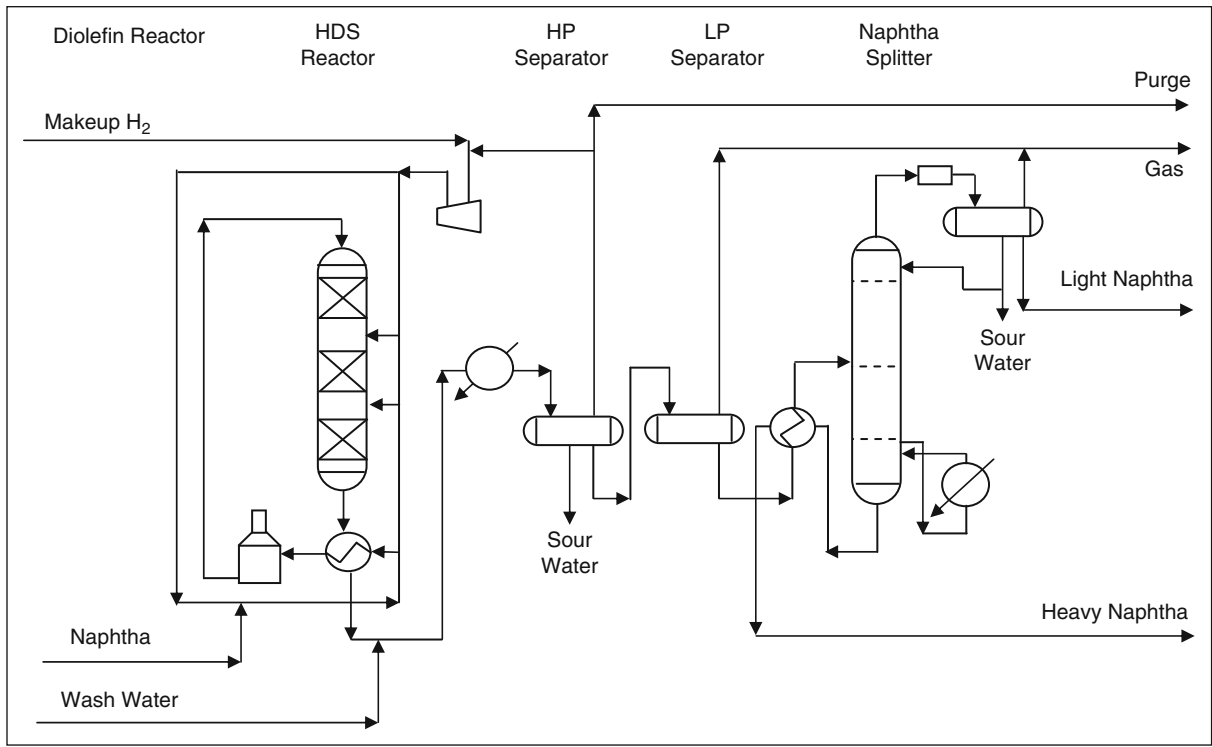 Diolefin Reactor
HDS
Reactor
HP
Separator
LP
Separator
Naphtha
Splitter
Purge
Makeup H₂
Gas
Light Naphtha
Sour
Water
Sour
Water
Heavy Naphtha
Naphtha
Wash Water